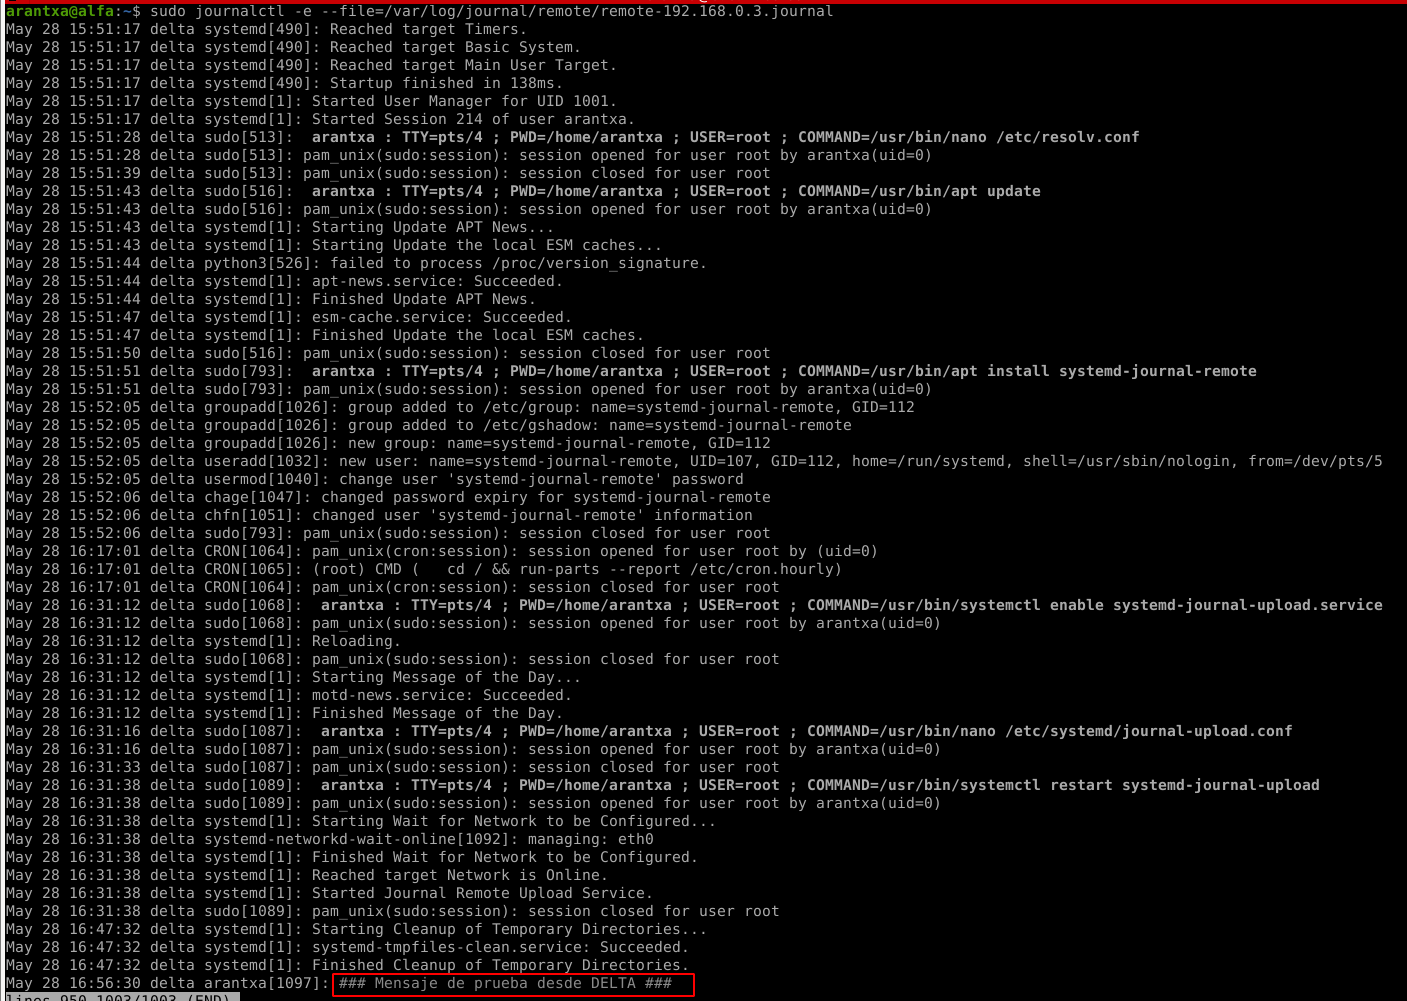 arantxa@alfa:~$ sudo journalctl -e --file=/var/log/journal/remote/remote-192.168.0.3.journal
May 28 15:51:17 delta systemd[490]: Reached target Timers.
May 28 15:51:17 delta systemd[490]: Reached target Basic System.
May 28 15:51:17 delta systemd[490]: Reached target Main User Target.
May 28 15:51:17 delta systemd[490]: Startup finished in 138ms.
May 28 15:51:17 delta systemd[1]: Started User Manager for UID 1001.
May 28 15:51:17 delta systemd[1]: Started Session 214 of user arantxa.
May 28 15:51:28 delta sudo[513]:  arantxa : TTY=pts/4 ; PWD=/home/arantxa ; USER=root ; COMMAND=/usr/bin/nano /etc/resolv.conf
May 28 15:51:28 delta sudo[513]: pam_unix(sudo:session): session opened for user root by arantxa(uid=0)
May 28 15:51:39 delta sudo[513]: pam_unix(sudo:session): session closed for user root
May 28 15:51:43 delta sudo[516]:  arantxa : TTY=pts/4 ; PWD=/home/arantxa ; USER=root ; COMMAND=/usr/bin/apt update
May 28 15:51:43 delta sudo[516]: pam_unix(sudo:session): session opened for user root by arantxa(uid=0)
May 28 15:51:43 delta systemd[1]: Starting Update APT News...
May 28 15:51:43 delta systemd[1]: Starting Update the local ESM caches...
May 28 15:51:44 delta python3[526]: failed to process /proc/version_signature.
May 28 15:51:44 delta systemd[1]: apt-news.service: Succeeded.
May 28 15:51:44 delta systemd[1]: Finished Update APT News.
May 28 15:51:47 delta systemd[1]: esm-cache.service: Succeeded.
May 28 15:51:47 delta systemd[1]: Finished Update the local ESM caches.
May 28 15:51:50 delta sudo[516]: pam_unix(sudo:session): session closed for user root
May 28 15:51:51 delta sudo[793]:  arantxa : TTY=pts/4 ; PWD=/home/arantxa ; USER=root ; COMMAND=/usr/bin/apt install systemd-journal-remote
May 28 15:51:51 delta sudo[793]: pam_unix(sudo:session): session opened for user root by arantxa(uid=0)
May 28 15:52:05 delta groupadd[1026]: group added to /etc/group: name=systemd-journal-remote, GID=112
May 28 15:52:05 delta groupadd[1026]: group added to /etc/gshadow: name=systemd-journal-remote
May 28 15:52:05 delta groupadd[1026]: new group: name=systemd-journal-remote, GID=112
May 28 15:52:05 delta useradd[1032]: new user: name=systemd-journal-remote, UID=107, GID=112, home=/run/systemd, shell=/usr/sbin/nologin, from=/dev/pts/5
May 28 15:52:05 delta usermod[1040]: change user 'systemd-journal-remote' password
May 28 15:52:06 delta chage[1047]: changed password expiry for systemd-journal-remote
May 28 15:52:06 delta chfn[1051]: changed user 'systemd-journal-remote' information
May 28 15:52:06 delta sudo[793]: pam_unix(sudo:session): session closed for user root
May 28 16:17:01 delta CRON[1064]: pam_unix(cron:session): session opened for user root by (uid=0)
May 28 16:17:01 delta CRON[1065]: (root) CMD (   cd / && run-parts --report /etc/cron.hourly)
May 28 16:17:01 delta CRON[1064]: pam_unix(cron:session): session closed for user root
May 28 16:31:12 delta sudo[1068]:  arantxa : TTY=pts/4 ; PWD=/home/arantxa ; USER=root ; COMMAND=/usr/bin/systemctl enable systemd-journal-upload.service
May 28 16:31:12 delta sudo[1068]: pam_unix(sudo:session): session opened for user root by arantxa(uid=0)
May 28 16:31:12 delta systemd[1]: Reloading.
May 28 16:31:12 delta sudo[1068]: pam_unix(sudo:session): session closed for user root
May 28 16:31:12 delta systemd[1]: Starting Message of the Day...
May 28 16:31:12 delta systemd[1]: motd-news.service: Succeeded.
May 28 16:31:12 delta systemd[1]: Finished Message of the Day.
May 28 16:31:16 delta sudo[1087]:  arantxa : TTY=pts/4 ; PWD=/home/arantxa ; USER=root ; COMMAND=/usr/bin/nano /etc/systemd/journal-upload.conf
May 28 16:31:16 delta sudo[1087]: pam_unix(sudo:session): session opened for user root by arantxa(uid=0)
May 28 16:31:33 delta sudo[1087]: pam_unix(sudo:session): session closed for user root
May 28 16:31:38 delta sudo[1089]:  arantxa : TTY=pts/4 ; PWD=/home/arantxa ; USER=root ; COMMAND=/usr/bin/systemctl restart systemd-journal-upload
May 28 16:31:38 delta sudo[1089]: pam_unix(sudo:session): session opened for user root by arantxa(uid=0)
May 28 16:31:38 delta systemd[1]: Starting Wait for Network to be Configured...
May 28 16:31:38 delta systemd-networkd-wait-online[1092]: managing: eth0
May 28 16:31:38 delta systemd[1]: Finished Wait for Network to be Configured.
May 28 16:31:38 delta systemd[1]: Reached target Network is Online.
May 28 16:31:38 delta systemd[1]: Started Journal Remote Upload Service.
May 28 16:31:38 delta sudo[1089]: pam_unix(sudo:session): session closed for user root
May 28 16:47:32 delta systemd[1]: Starting Cleanup of Temporary Directories...
May 28 16:47:32 delta systemd[1]: systemd-tmpfiles-clean.service: Succeeded.
May 28 16:47:32 delta systemd[1]: Finished Cleanup of Temporary Directories.
May 28 16:56:30 delta arantxa[1097]: ### Mensaje de prueba desde DELTA ###
lines 950-1003/1003 (END)